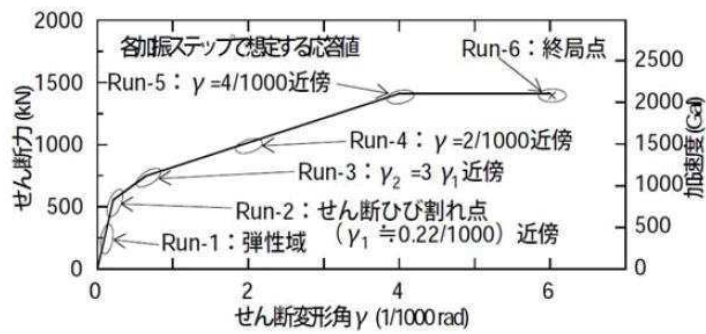 2000
1500
1000
500
0
せん断力 (kN)
各加振ステップで想定する応答値
Run-5：γ=4/1000近傍
Run-6：終局点
Run-4：γ=2/1000近傍
Run-3：γ₂=3 γ₁近傍
Run-2：せん断ひび割れ点
（γ₁≒0.22/1000）近傍
Run-1：弾性域
2500
2000
1500
1000
500
0
加速度(Gal)
0 2 4 6
せん断変形角γ (1/1000 rad)